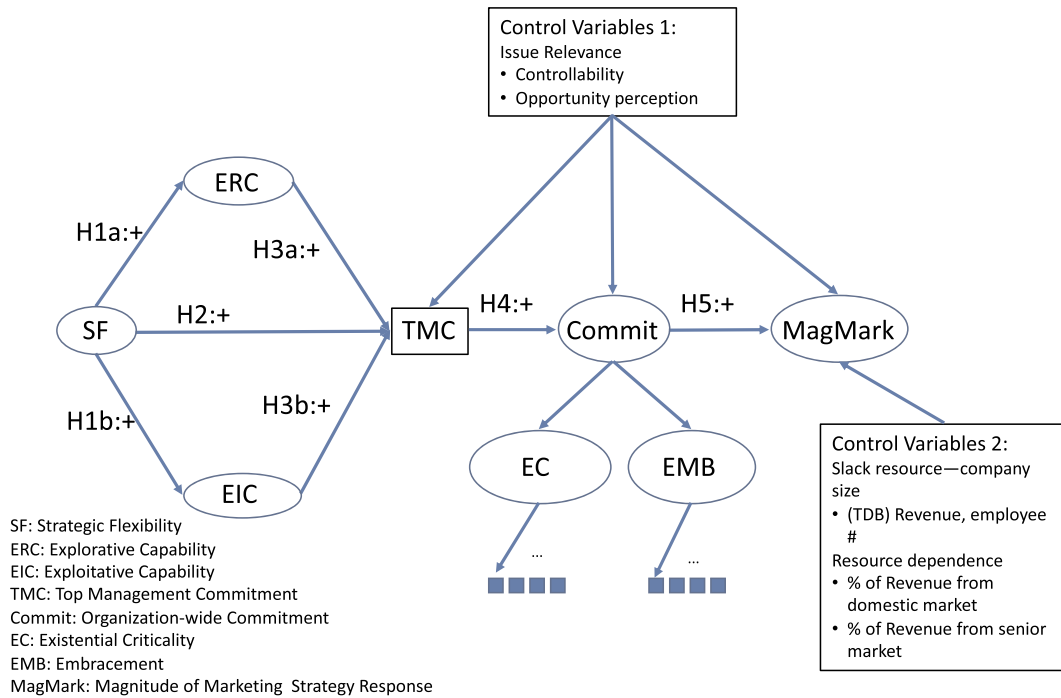 Control Variables 1:
Issue Relevance
• Controllability
• Opportunity perception
ERC
H1a:+
H3a:+
SF
H2:+
TMC
H4:+
Commit
H5:+
MagMark
H1b:+
H3b:+
EC
EMB
EIC
...
...
Control Variables 2:
Slack resource—company
size
• (TDB) Revenue, employee
#
Resource dependence
• % of Revenue from
domestic market
• % of Revenue from senior
market
SF: Strategic Flexibility
ERC: Explorative Capability
EIC: Exploitative Capability
TMC: Top Management Commitment
Commit: Organization-wide Commitment
EC: Existential Criticality
EMB: Embracement
MagMark: Magnitude of Marketing  Strategy Response